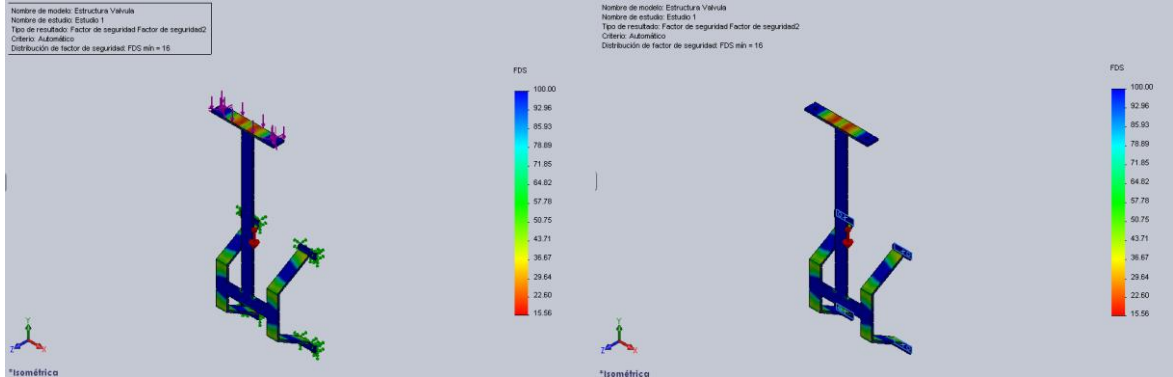 Nombre de modelo: Estructura Valvula
Nombre de estudio: Estudio 1
Tipo de resultado: Factor de seguridad Factor de seguridad2
Criterio: Automático
Distribución de factor de seguridad: FDS mín = 16
FDS
100.00
92.96
85.93
78.89
71.85
64.82
57.78
50.75
43.71
36.67
29.64
22.60
15.56
Y
Z
X
*Isométrica
Nombre de modelo: Estructura Valvula
Nombre de estudio: Estudio 1
Tipo de resultado: Factor de seguridad Factor de seguridad2
Criterio: Automático
Distribución de factor de seguridad: FDS mín = 16
FDS
100.00
92.96
85.93
78.89
71.85
64.82
57.78
50.75
43.71
36.67
29.64
22.60
15.56
Y
Z
X
*Isométrica